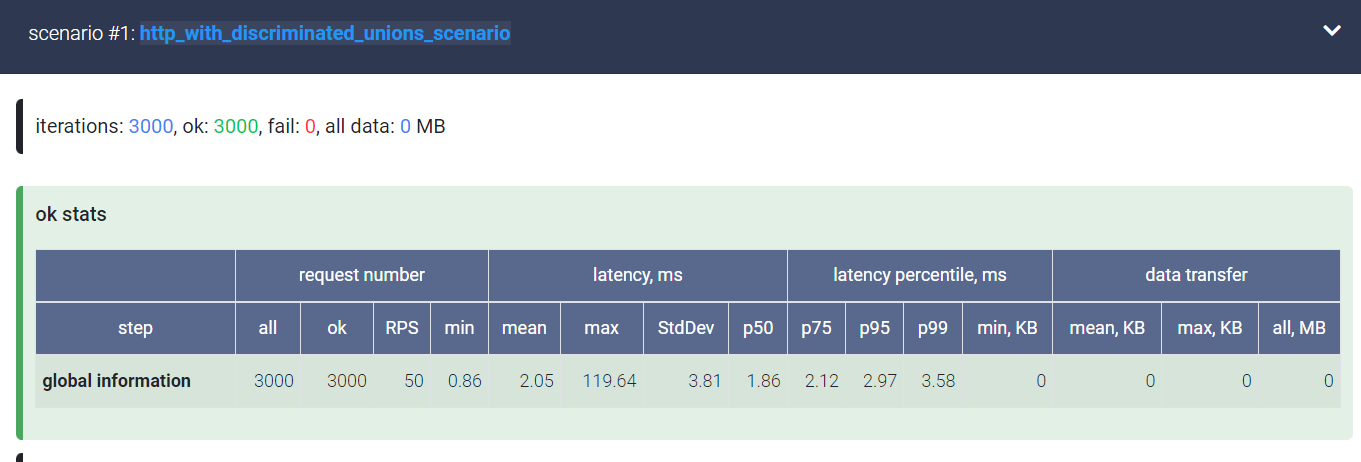 scenario #1: http_with_discriminated_unions_scenario
iterations: 3000, ok: 3000, fail: 0, all data: 0 MB
ok stats
request number latency, ms latency percentile, ms data transfer
step all ok RPS min mean max StdDev p50 p75 p95 p99 min, KB mean, KB max, KB all, MB
global information 3000 3000 50 0.86 2.05 119.64 3.81 1.86 2.12 2.97 3.58 0 0 0 0